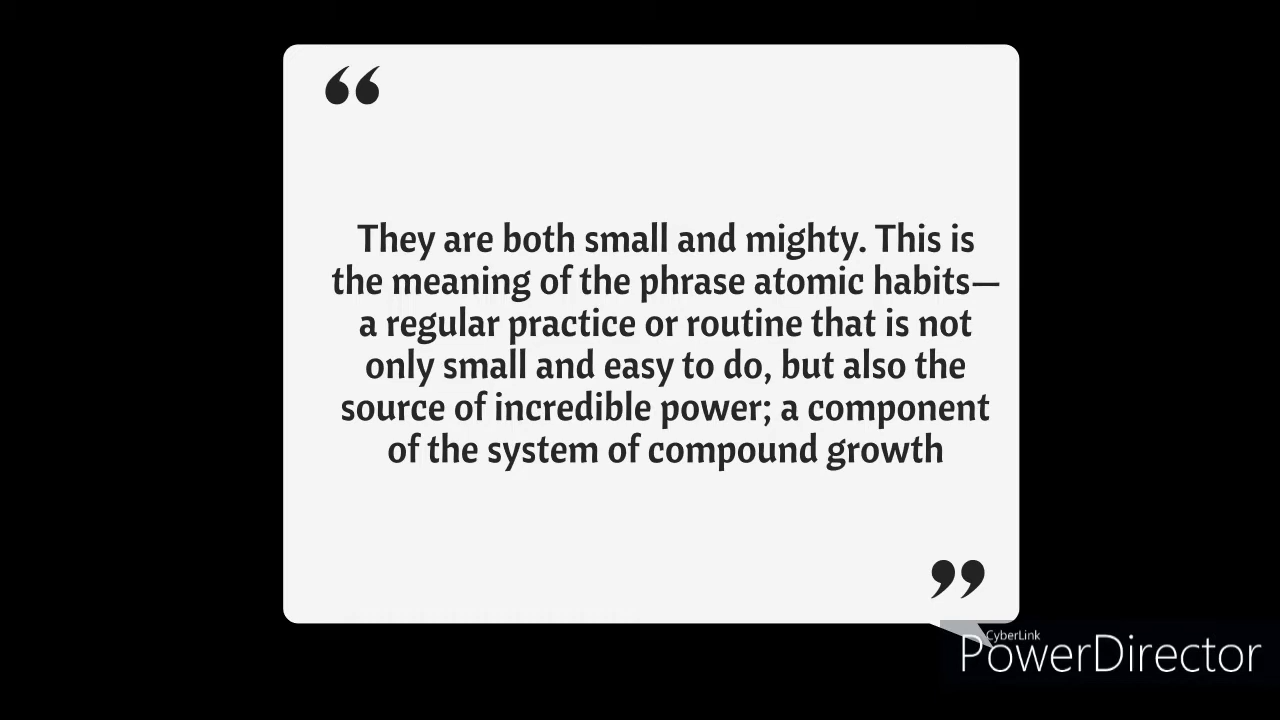 “
They are both small and mighty. This is
the meaning of the phrase atomic habits—
a regular practice or routine that is not
only small and easy to do, but also the
source of incredible power; a component
of the system of compound growth
”
CyberLink
PowerDirector